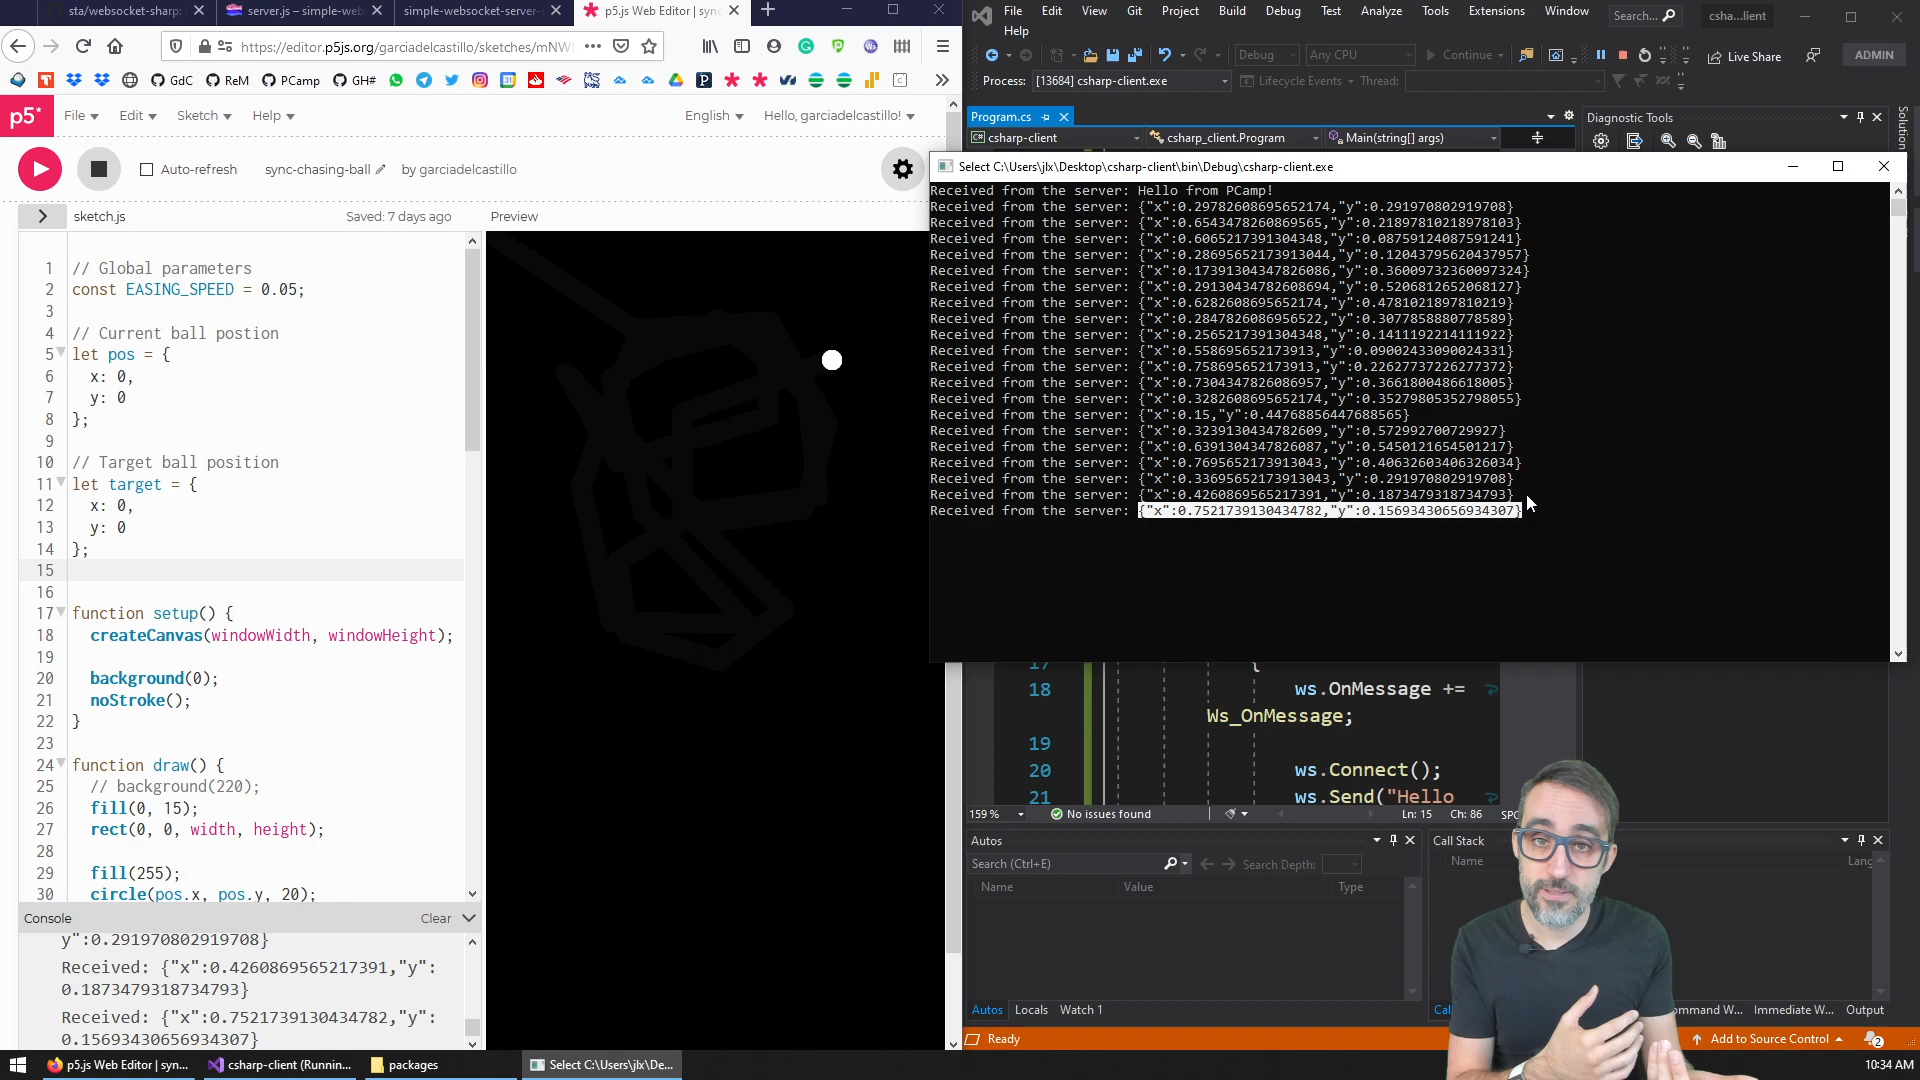 sta/websocket-sharp:
server.js – simple-web
simple-websocket-server
p5.js Web Editor | sync
https://editor.p5js.org/garciadelcastillo/sketches/mNW
GdC
ReM
PCamp
GH#
p5*
File
Edit
Sketch
Help
English
Hello, garciadelcastillo!
Auto-refresh
sync-chasing-ball
by garciadelcastillo
sketch.js
Saved: 7 days ago
Preview
1 // Global parameters
2 const EASING_SPEED = 0.05;
3
4 // Current ball postion
5 let pos = {
6 x: 0,
7 y: 0
8 };
9
10 // Target ball position
11 let target = {
12 x: 0,
13 y: 0
14 };
15
16
17 function setup() {
18 createCanvas(windowWidth, windowHeight);
19
20 background(0);
21 noStroke();
22 }
23
24 function draw() {
25 // background(220);
26 fill(0, 15);
27 rect(0, 0, width, height);
28
29 fill(255);
30 circle(pos.x, pos.y, 20);
Console
Clear
y":0.291970802919708}
Received: {"x":0.4260869565217391,"y":
0.1873479318734793}
Received: {"x":0.7521739130434782,"y":
0.15693430656934307}
File Edit View Git Project Build Debug Test Analyze Tools Extensions Window
Help
Search...
csha...lient
Debug
Any CPU
Continue
Live Share
ADMIN
Process: [13684] csharp-client.exe
Lifecycle Events
Thread:
Program.cs
csharp-client
csharp_client.Program
Main(string[] args)
Diagnostic Tools
Solution
Select C:\Users\jlx\Desktop\csharp-client\bin\Debug\csharp-client.exe
Received from the server: Hello from PCamp!
Received from the server: {"x":0.29782608695652174,"y":0.291970802919708}
Received from the server: {"x":0.6543478260869565,"y":0.21897810218978103}
Received from the server: {"x":0.6065217391304348,"y":0.08759124087591241}
Received from the server: {"x":0.28695652173913044,"y":0.12043795620437957}
Received from the server: {"x":0.17391304347826086,"y":0.36009732360097324}
Received from the server: {"x":0.29130434782608694,"y":0.5206812652068127}
Received from the server: {"x":0.6282608695652174,"y":0.4781021897810219}
Received from the server: {"x":0.2847826086956522,"y":0.3077858880778589}
Received from the server: {"x":0.2565217391304348,"y":0.1411192214111922}
Received from the server: {"x":0.558695652173913,"y":0.09002433090024331}
Received from the server: {"x":0.758695652173913,"y":0.22627737226277372}
Received from the server: {"x":0.7304347826086957,"y":0.3661800486618005}
Received from the server: {"x":0.3282608695652174,"y":0.35279805352798055}
Received from the server: {"x":0.15,"y":0.44768856447688565}
Received from the server: {"x":0.3239130434782609,"y":0.572992700729927}
Received from the server: {"x":0.6391304347826087,"y":0.5450121654501217}
Received from the server: {"x":0.7695652173913043,"y":0.40632603406326034}
Received from the server: {"x":0.33695652173913043,"y":0.291970802919708}
Received from the server: {"x":0.4260869565217391,"y":0.1873479318734793}
Received from the server: {"x":0.7521739130434782,"y":0.15693430656934307}
17 {
18 ws.OnMessage +=
Ws_OnMessage;
19
20 ws.Connect();
21 ws.Send("Hello
159 %
No issues found
Ln: 15
Ch: 86
SPC
Autos
Search (Ctrl+E)
Search Depth:
Name
Value
Type
Call Stack
Name
Lang
Autos
Locals
Watch 1
Cal
ommand W...
Immediate W...
Output
Ready
Add to Source Control
2
p5.js Web Editor | syn...
csharp-client (Runnin...
packages
Select C:\Users\jlx\De...
10:34 AM